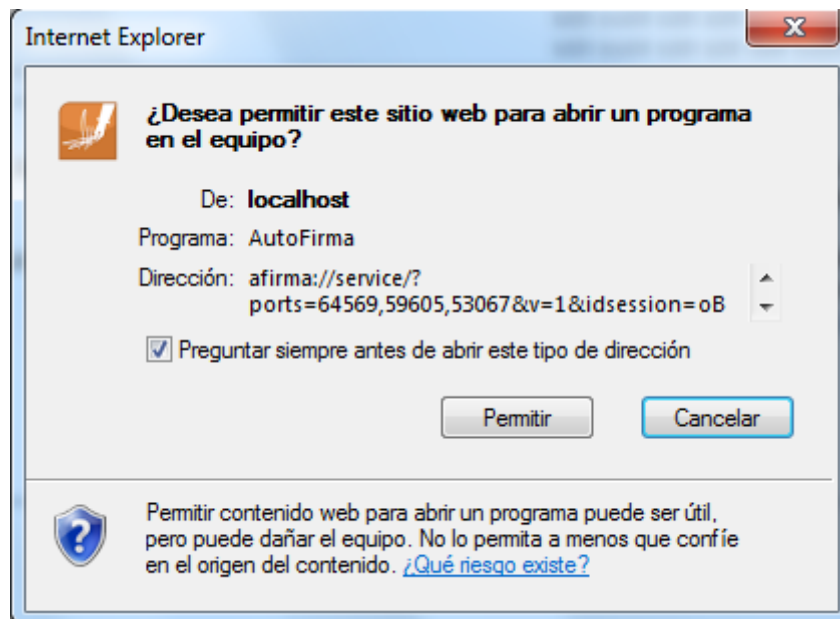 Internet Explorer
¿Desea permitir este sitio web para abrir un programa
en el equipo?
De: localhost
Programa: AutoFirma
Dirección: afirma://service/?
ports=64569,59605,53067&v=1&idsession=oB
Preguntar siempre antes de abrir este tipo de dirección
Permitir
Cancelar
Permitir contenido web para abrir un programa puede ser útil,
pero puede dañar el equipo. No lo permita a menos que confíe
en el origen del contenido. ¿Qué riesgo existe?